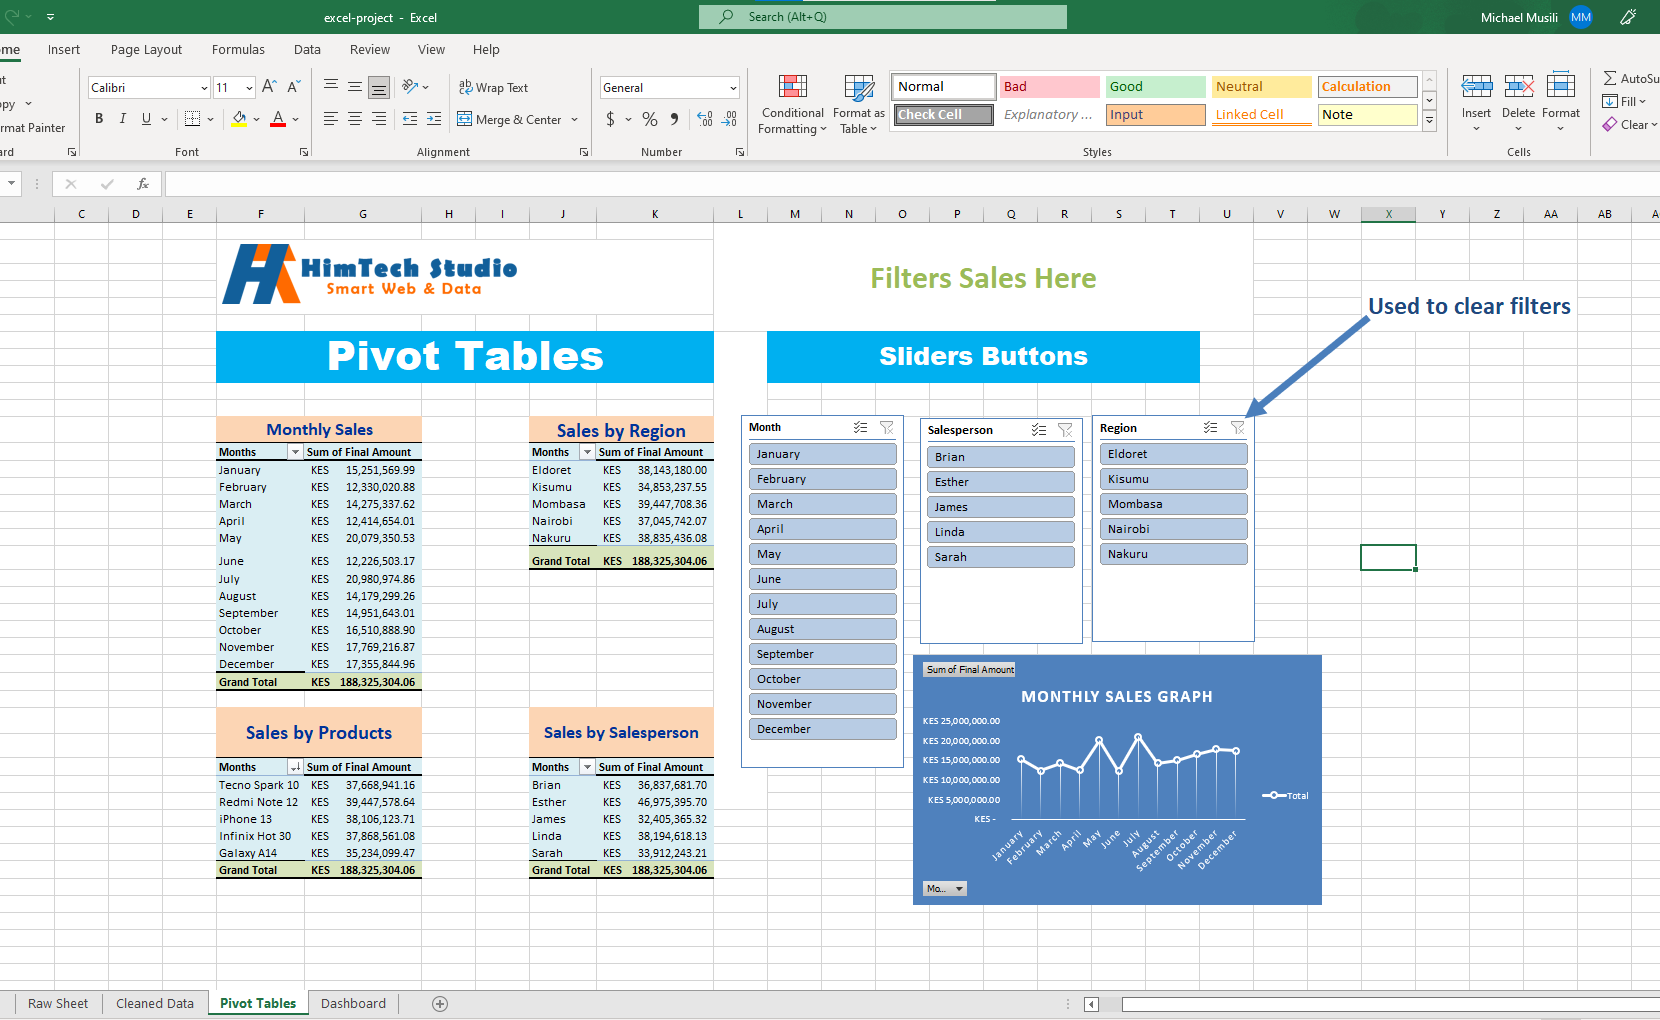 excel-project - Excel
Search (Alt+Q)
Michael Musili MM
ome Insert Page Layout Formulas Data Review View Help
Calibri 11
Wrap Text
General
Conditional Formatting
Format as Table
Normal Bad Good Neutral Calculation
Check Cell Explanatory ... Input Linked Cell Note
Insert Delete Format
AutoSu
Fill
Clear
opy
rmat Painter
B I U A
Merge & Center
$ %
rd Font Alignment Number Styles Cells
fx
C D E F G H I J K L M N O P Q R S T U V W X Y Z AA AB A
HimTech Studio
Smart Web & Data
Filters Sales Here
Used to clear filters
Pivot Tables
Sliders Buttons
Monthly Sales
Months Sum of Final Amount
January KES 15,251,569.99
February KES 12,330,020.88
March KES 14,275,337.62
April KES 12,414,654.01
May KES 20,079,350.53
June KES 12,226,503.17
July KES 20,980,974.86
August KES 14,179,299.26
September KES 14,951,643.01
October KES 16,510,888.90
November KES 17,769,216.87
December KES 17,355,844.96
Grand Total KES 188,325,304.06
Sales by Region
Months Sum of Final Amount
Eldoret KES 38,143,180.00
Kisumu KES 34,853,237.55
Mombasa KES 39,447,708.36
Nairobi KES 37,045,742.07
Nakuru KES 38,835,436.08
Grand Total KES 188,325,304.06
Sales by Products
Months Sum of Final Amount
Tecno Spark 10 KES 37,668,941.16
Redmi Note 12 KES 39,447,578.64
iPhone 13 KES 38,106,123.71
Infinix Hot 30 KES 37,868,561.08
Galaxy A14 KES 35,234,099.47
Grand Total KES 188,325,304.06
Sales by Salesperson
Months Sum of Final Amount
Brian KES 36,837,681.70
Esther KES 46,975,395.70
James KES 32,405,365.32
Linda KES 38,194,618.13
Sarah KES 33,912,243.21
Grand Total KES 188,325,304.06
Month
January
February
March
April
May
June
July
August
September
October
November
December
Salesperson
Brian
Esther
James
Linda
Sarah
Region
Eldoret
Kisumu
Mombasa
Nairobi
Nakuru
Sum of Final Amount
MONTHLY SALES GRAPH
KES 25,000,000.00
KES 20,000,000.00
KES 15,000,000.00
KES 10,000,000.00
KES 5,000,000.00
KES -
Total
January February March April May June July August September October November December
Mo...
Raw Sheet Cleaned Data Pivot Tables Dashboard